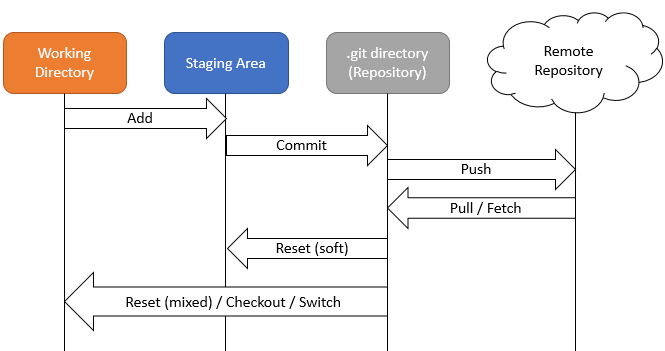 Working
Directory
Staging Area
.git directory
(Repository)
Remote
Repository
Add
Commit
Push
Pull / Fetch
Reset (soft)
Reset (mixed) / Checkout / Switch